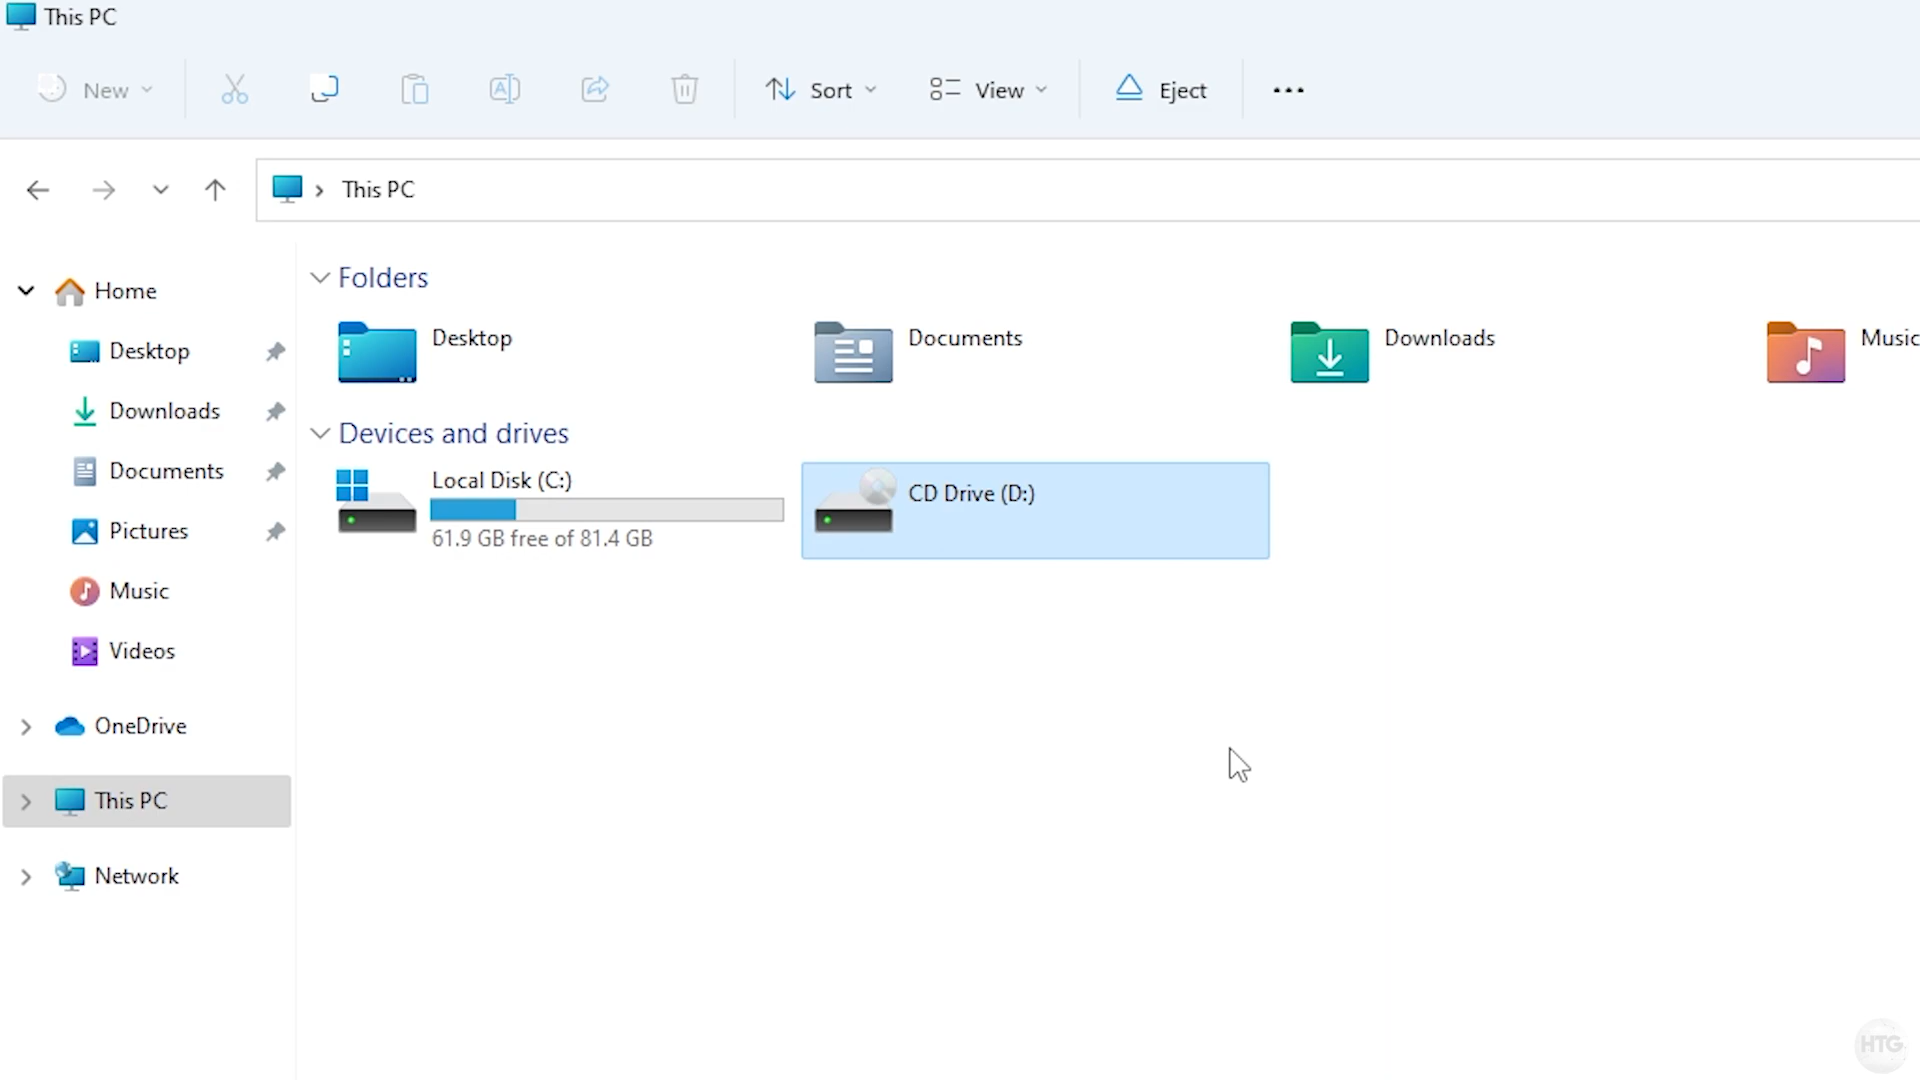 This PC
New
Sort
View
Eject
This PC
Home
Desktop
Downloads
Documents
Pictures
Music
Videos
OneDrive
This PC
Network
Folders
Desktop
Documents
Downloads
Music
Devices and drives
Local Disk (C:)
61.9 GB free of 81.4 GB
CD Drive (D:)
HTG